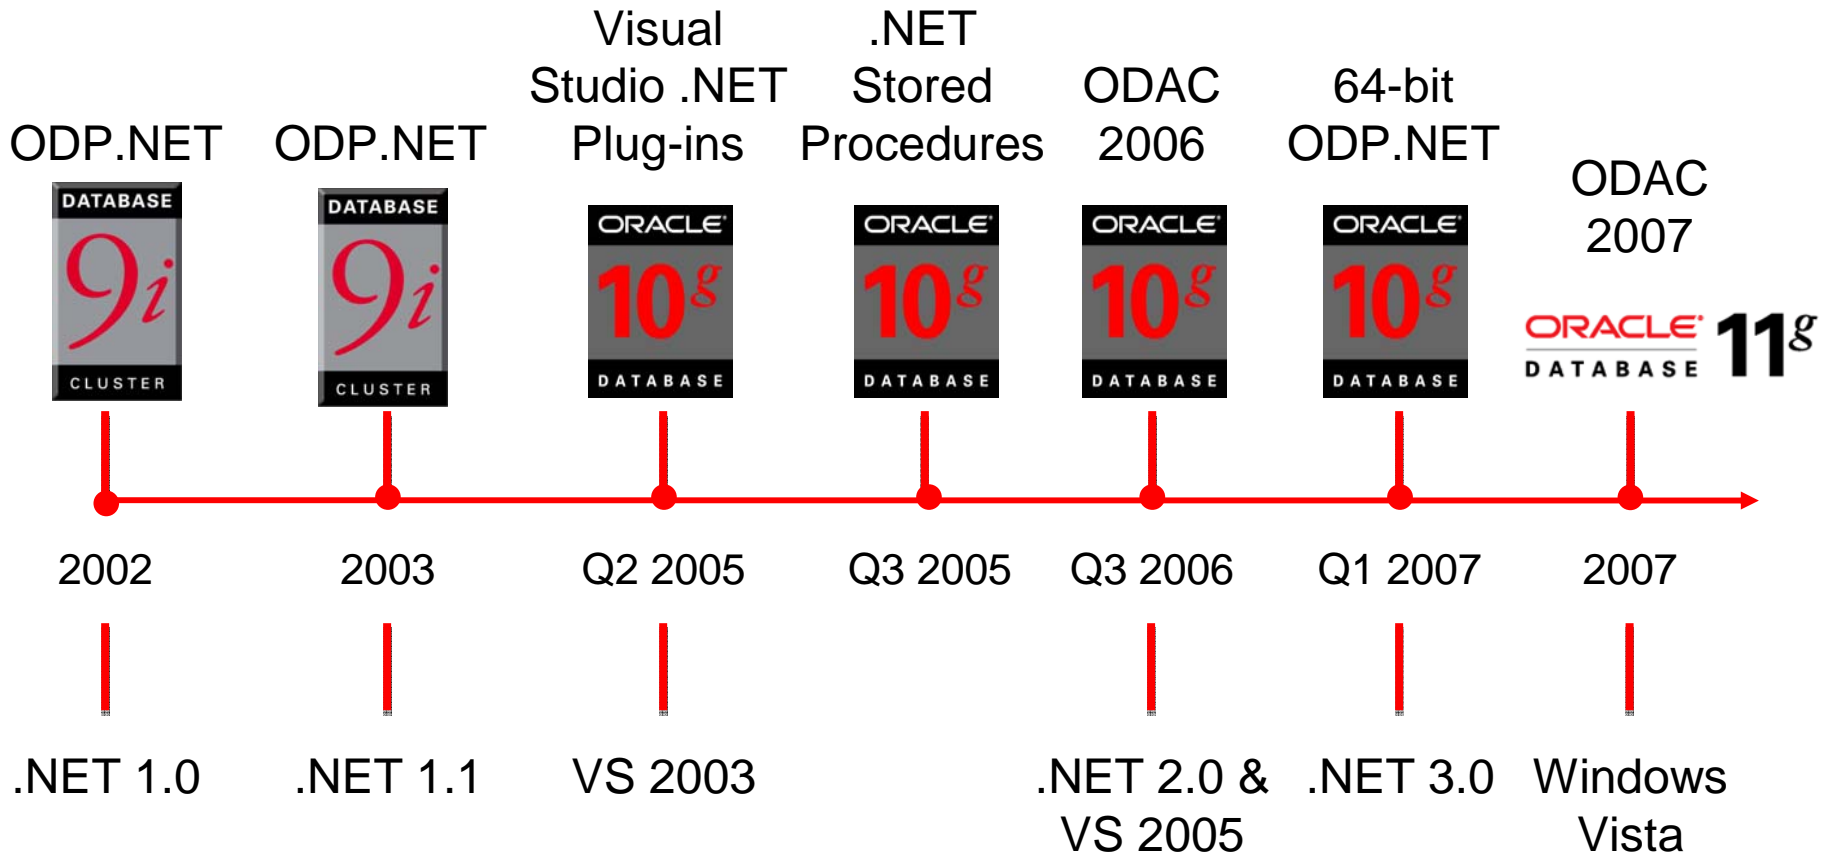 Visual
Studio .NET
Plug-ins
.NET
Stored
Procedures
ODAC
2006
64-bit
ODP.NET
ODP.NET
ODP.NET
ODAC
2007
DATABASE
9i
CLUSTER
DATABASE
9i
CLUSTER
ORACLE
10g
DATABASE
ORACLE
10g
DATABASE
ORACLE
10g
DATABASE
ORACLE
10g
DATABASE
ORACLE
DATABASE
11g
2002
2003
Q2 2005
Q3 2005
Q3 2006
Q1 2007
2007
.NET 1.0
.NET 1.1
VS 2003
.NET 2.0 &
VS 2005
.NET 3.0
Windows
Vista